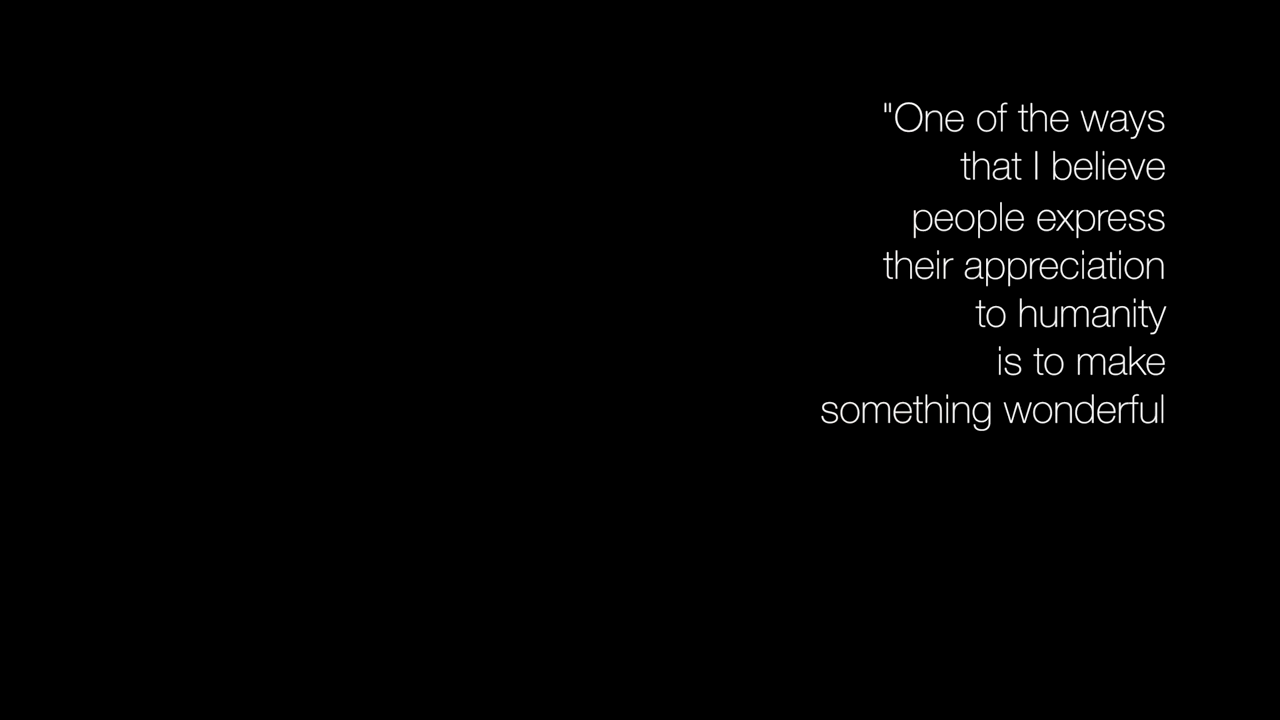 "One of the ways
that I believe
people express
their appreciation
to humanity
is to make
something wonderful